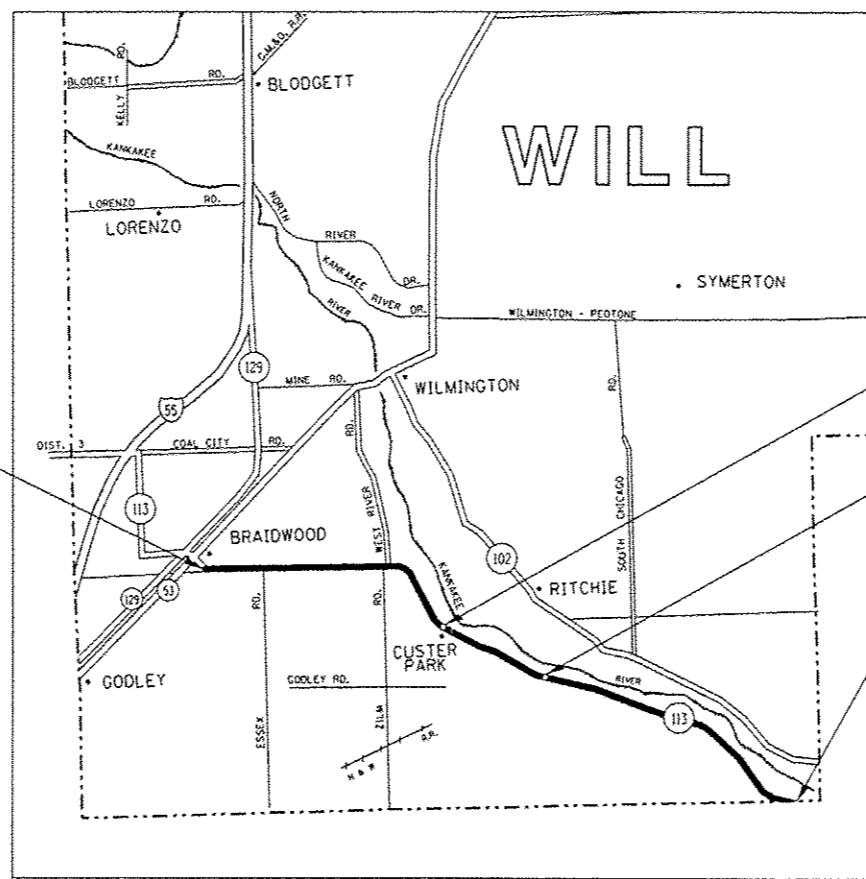 G.M.&O. R.R.
BLODGETT RD.
KELLY RD.
BLODGETT
WILL
KANKAKEE
LORENZO RD.
LORENZO
NORTH RIVER DR.
KANKAKEE RIVER DR.
RIVER
SYMERTON
WILMINGTON - PEOTONE
RD.
129
MINE RD.
WILMINGTON
55
DIST. 3
COAL CITY RD.
113
WEST RIVER RD.
SOUTH CHICAGO
BRAIDWOOD
102
KANKAKEE
RITCHIE
129
53
RD.
RD.
CUSTER
PARK
GODLEY
GODLEY RD.
RIVER
113
ESSEX
ZILM
N & W R.R.